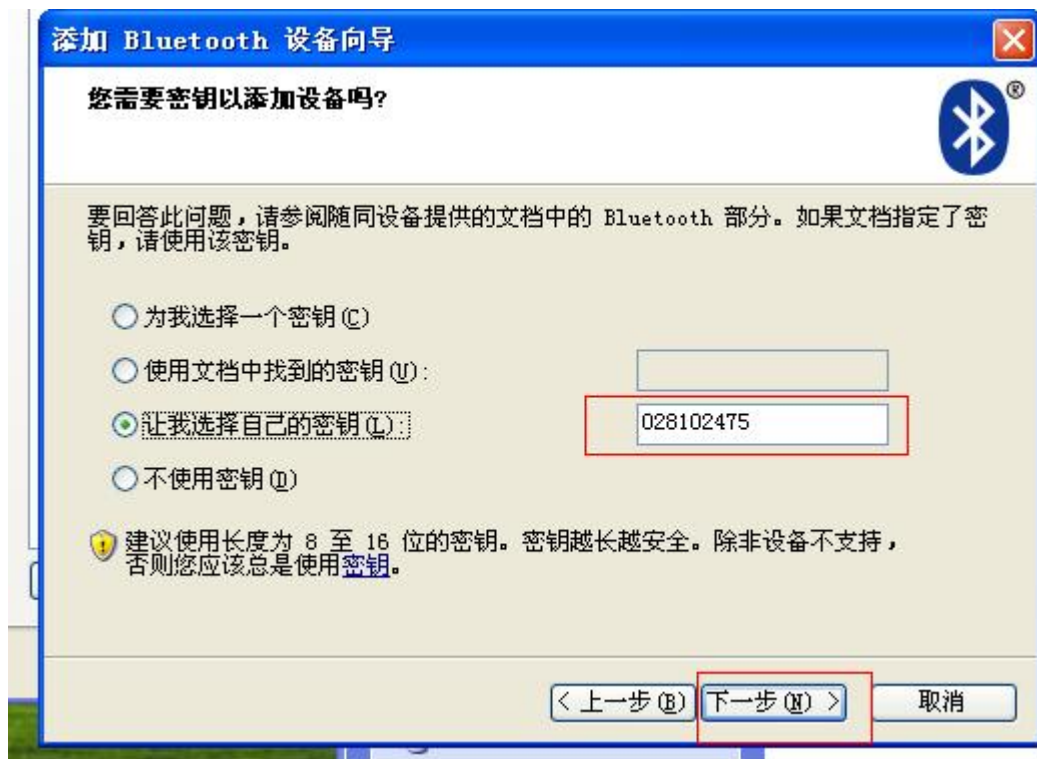 添加 Bluetooth 设备向导
您需要密钥以添加设备吗?
®
要回答此问题，请参阅随同设备提供的文档中的 Bluetooth 部分。如果文档指定了密
钥，请使用该密钥。
为我选择一个密钥(C)
使用文档中找到的密钥(U):
让我选择自己的密钥(L): 028102475
不使用密钥(D)
建议使用长度为 8 至 16 位的密钥。密钥越长越安全。除非设备不支持，
否则您应该总是使用密钥。
< 上一步(B) 下一步(N) > 取消